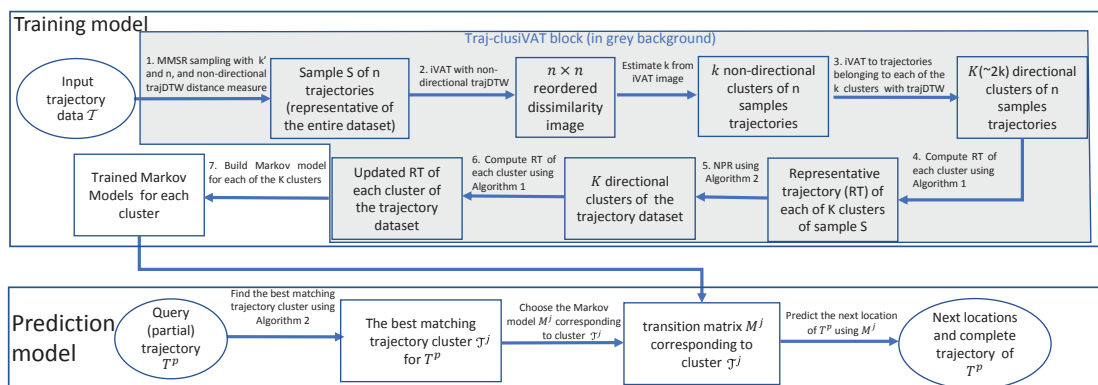 Training model
Traj-clusiVAT block (in grey background)
Input
trajectory
data 𝒯
1. MMSR sampling with k′
and n, and non-directional
trajDTW distance measure
Sample S of n
trajectories
(representative of
the entire dataset)
2. iVAT with non-
directional trajDTW
n × n
reordered
dissimilarity
image
Estimate k from
iVAT image
k non-directional
clusters of n
samples
trajectories
3. iVAT to trajectories
belonging to each of the
k clusters with trajDTW
K(~2k) directional
clusters of n
samples
trajectories
4. Compute RT of
each cluster using
Algorithm 1
Representative
trajectory (RT) of
each of K clusters
of sample S
5. NPR using
Algorithm 2
K directional
clusters of the
trajectory dataset
6. Compute RT of
each cluster using
Algorithm 1
Updated RT of
each cluster of
the trajectory
dataset
7. Build Markov model
for each of the K clusters
Trained Markov
Models for each
cluster
Prediction
model
Query
(partial)
trajectory
T^p
Find the best matching
trajectory cluster using
Algorithm 2
The best matching
trajectory cluster 𝒯^j
for T^p
Choose the Markov
model M^j corresponding
to cluster 𝒯^j
transition matrix M^j
corresponding to
cluster 𝒯^j
Predict the next location
of T^p using M^j
Next locations
and complete
trajectory of
T^p